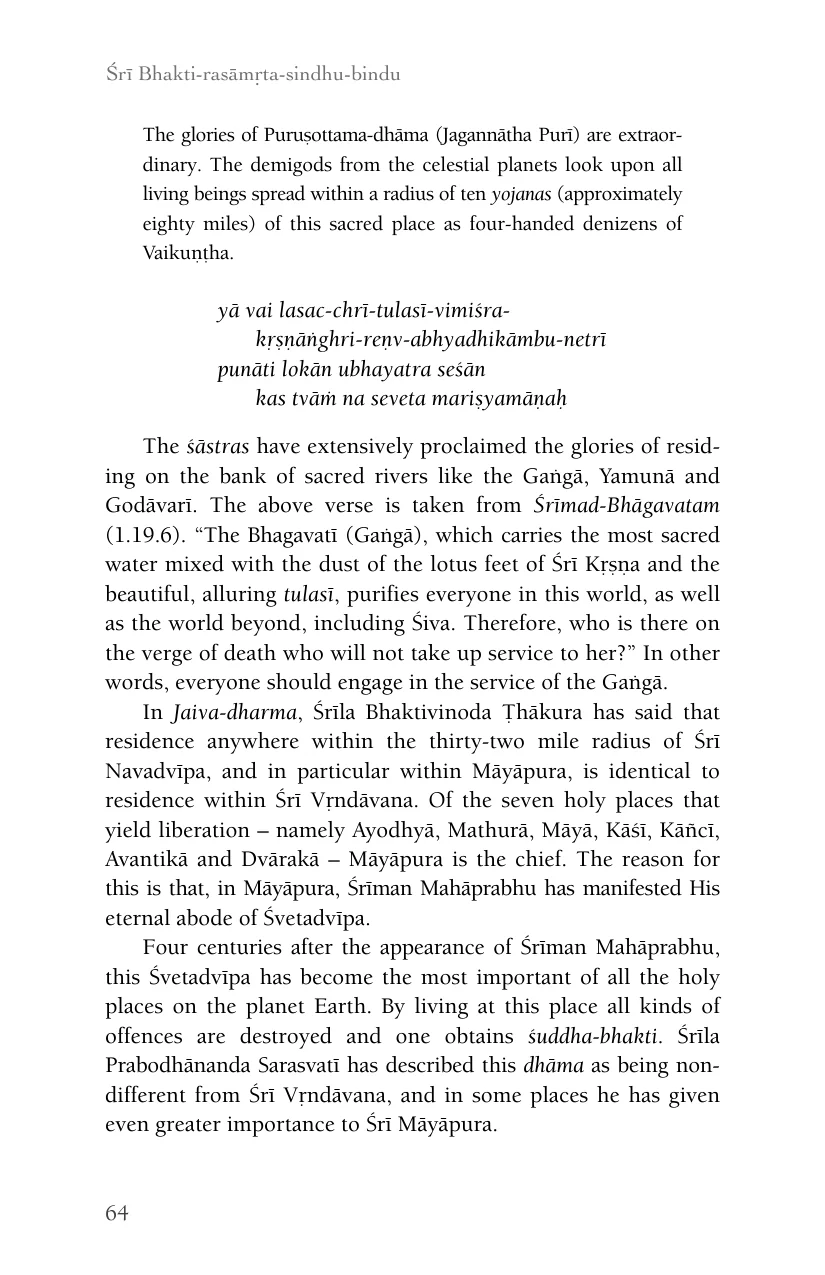 Śrī Bhakti-rasāmṛta-sindhu-bindu
The glories of Puruṣottama-dhāma (Jagannātha Purī) are extraor-
dinary. The demigods from the celestial planets look upon all
living beings spread within a radius of ten yojanas (approximately
eighty miles) of this sacred place as four-handed denizens of
Vaikuṇṭha.
yā vai lasac-chrī-tulasī-vimiśra-
kṛṣṇāṅghri-reṇv-abhyadhikāmbu-netrī
punāti lokān ubhayatra seśān
kas tvāṁ na seveta mariṣyamāṇaḥ
The śāstras have extensively proclaimed the glories of resid-
ing on the bank of sacred rivers like the Gaṅgā, Yamunā and
Godāvarī. The above verse is taken from Śrīmad-Bhāgavatam
(1.19.6). “The Bhagavatī (Gaṅgā), which carries the most sacred
water mixed with the dust of the lotus feet of Śrī Kṛṣṇa and the
beautiful, alluring tulasī, purifies everyone in this world, as well
as the world beyond, including Śiva. Therefore, who is there on
the verge of death who will not take up service to her?” In other
words, everyone should engage in the service of the Gaṅgā.
In Jaiva-dharma, Śrīla Bhaktivinoda Ṭhākura has said that
residence anywhere within the thirty-two mile radius of Śrī
Navadvīpa, and in particular within Māyāpura, is identical to
residence within Śrī Vṛndāvana. Of the seven holy places that
yield liberation – namely Ayodhyā, Mathurā, Māyā, Kāśī, Kāñcī,
Avantikā and Dvārakā – Māyāpura is the chief. The reason for
this is that, in Māyāpura, Śrīman Mahāprabhu has manifested His
eternal abode of Śvetadvīpa.
Four centuries after the appearance of Śrīman Mahāprabhu,
this Śvetadvīpa has become the most important of all the holy
places on the planet Earth. By living at this place all kinds of
offences are destroyed and one obtains śuddha-bhakti. Śrīla
Prabodhānanda Sarasvatī has described this dhāma as being non-
different from Śrī Vṛndāvana, and in some places he has given
even greater importance to Śrī Māyāpura.
64